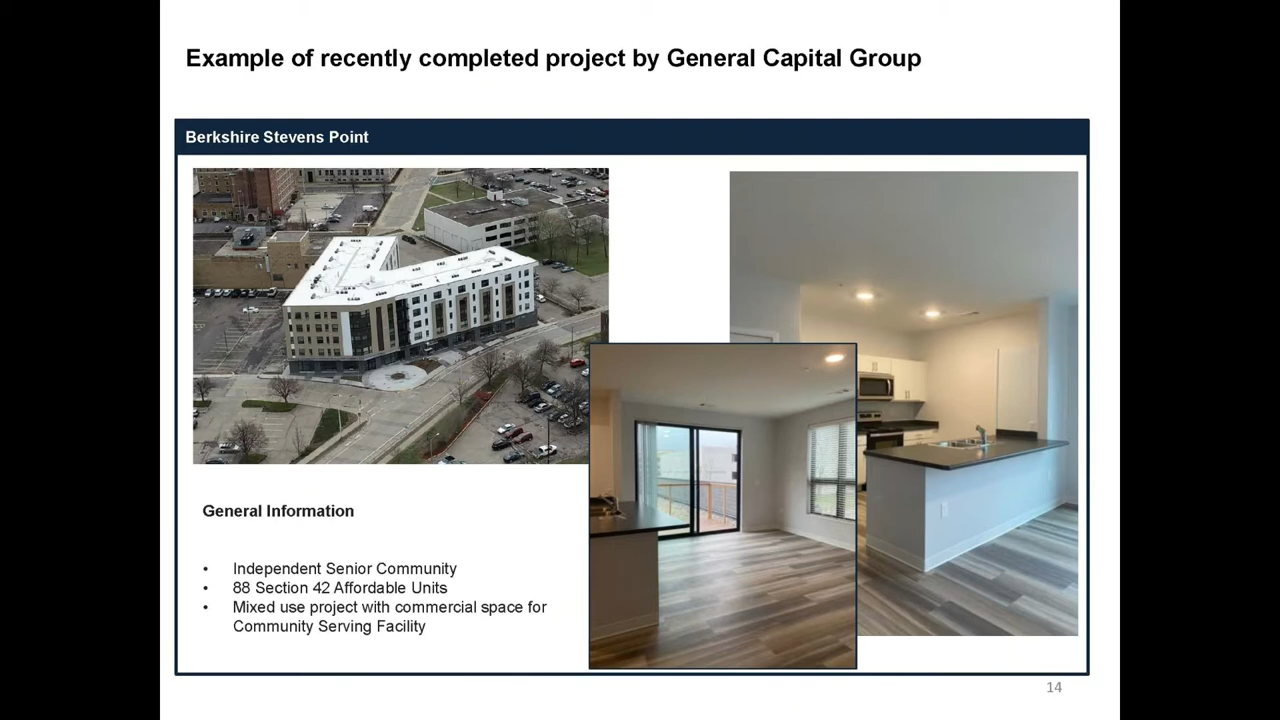 Example of recently completed project by General Capital Group
Berkshire Stevens Point
General Information
• Independent Senior Community
• 88 Section 42 Affordable Units
• Mixed use project with commercial space for
Community Serving Facility
14